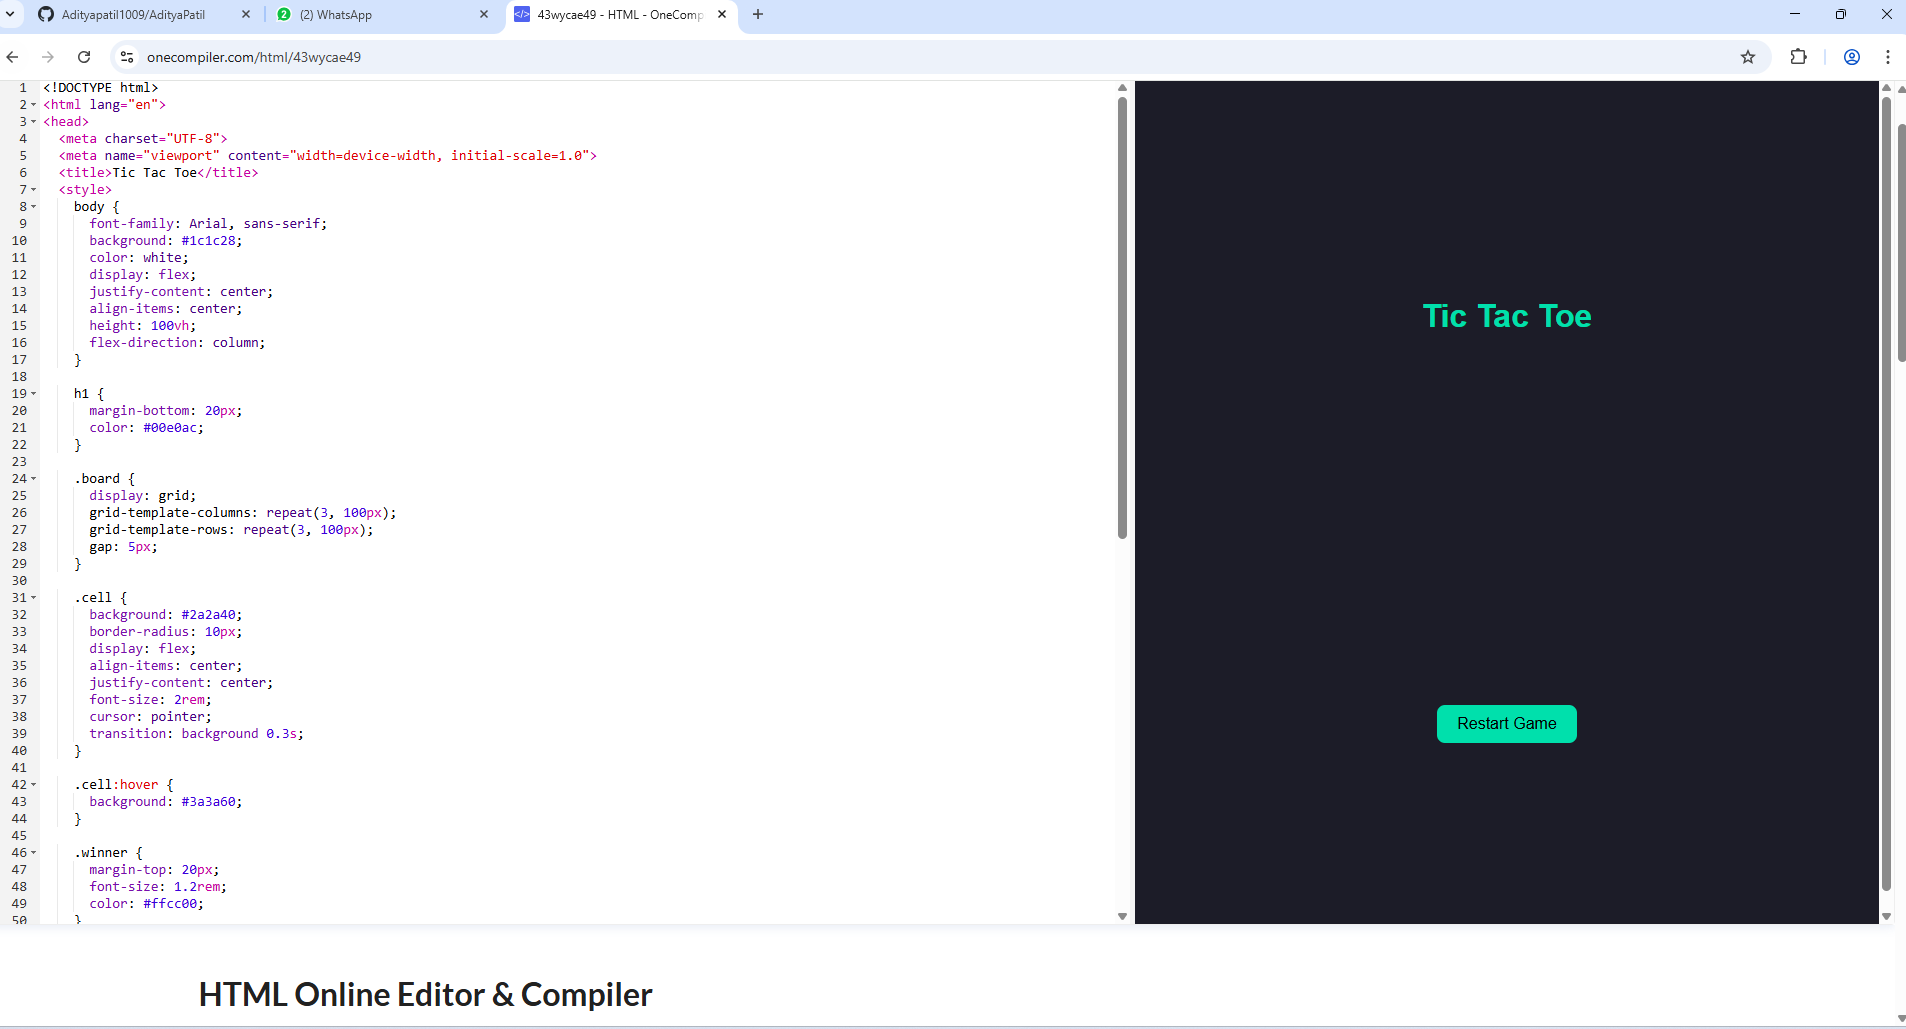 Adityapatil1009/AdityaPatil
2
(2) WhatsApp
</> 43wycae49 - HTML - OneComp
onecompiler.com/html/43wycae49
1 <!DOCTYPE html>
2 <html lang="en">
3 <head>
4 <meta charset="UTF-8">
5 <meta name="viewport" content="width=device-width, initial-scale=1.0">
6 <title>Tic Tac Toe</title>
7 <style>
8 body {
9 font-family: Arial, sans-serif;
10 background: #1c1c28;
11 color: white;
12 display: flex;
13 justify-content: center;
14 align-items: center;
15 height: 100vh;
16 flex-direction: column;
17 }
18
19 h1 {
20 margin-bottom: 20px;
21 color: #00e0ac;
22 }
23
24 .board {
25 display: grid;
26 grid-template-columns: repeat(3, 100px);
27 grid-template-rows: repeat(3, 100px);
28 gap: 5px;
29 }
30
31 .cell {
32 background: #2a2a40;
33 border-radius: 10px;
34 display: flex;
35 align-items: center;
36 justify-content: center;
37 font-size: 2rem;
38 cursor: pointer;
39 transition: background 0.3s;
40 }
41
42 .cell:hover {
43 background: #3a3a60;
44 }
45
46 .winner {
47 margin-top: 20px;
48 font-size: 1.2rem;
49 color: #ffcc00;
50 }
Tic Tac Toe
Restart Game
HTML Online Editor & Compiler